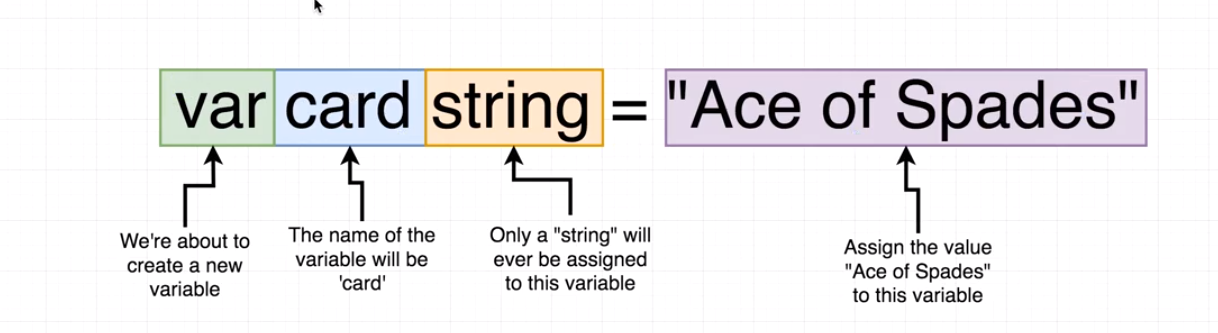 var card string = "Ace of Spades"
We're about to
create a new
variable
The name of the
variable will be
'card'
Only a "string" will
ever be assigned
to this variable
Assign the value
"Ace of Spades"
to this variable